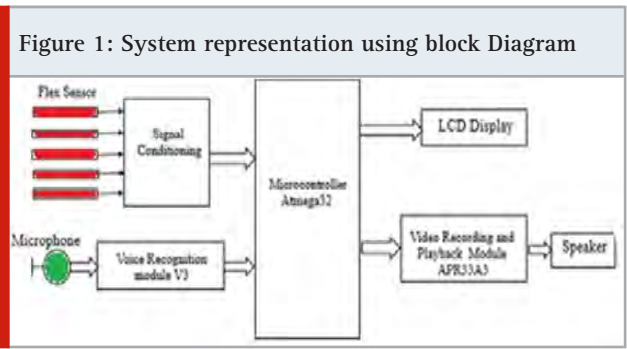 Figure 1: System representation using block Diagram
Flex Sensor
Signal
Conditioning
Microcontroller
Atmega32
LCD Display
Microphone
Voice Recognition
module V3
Video Recording and
Playback Module
APR33A3
Speaker